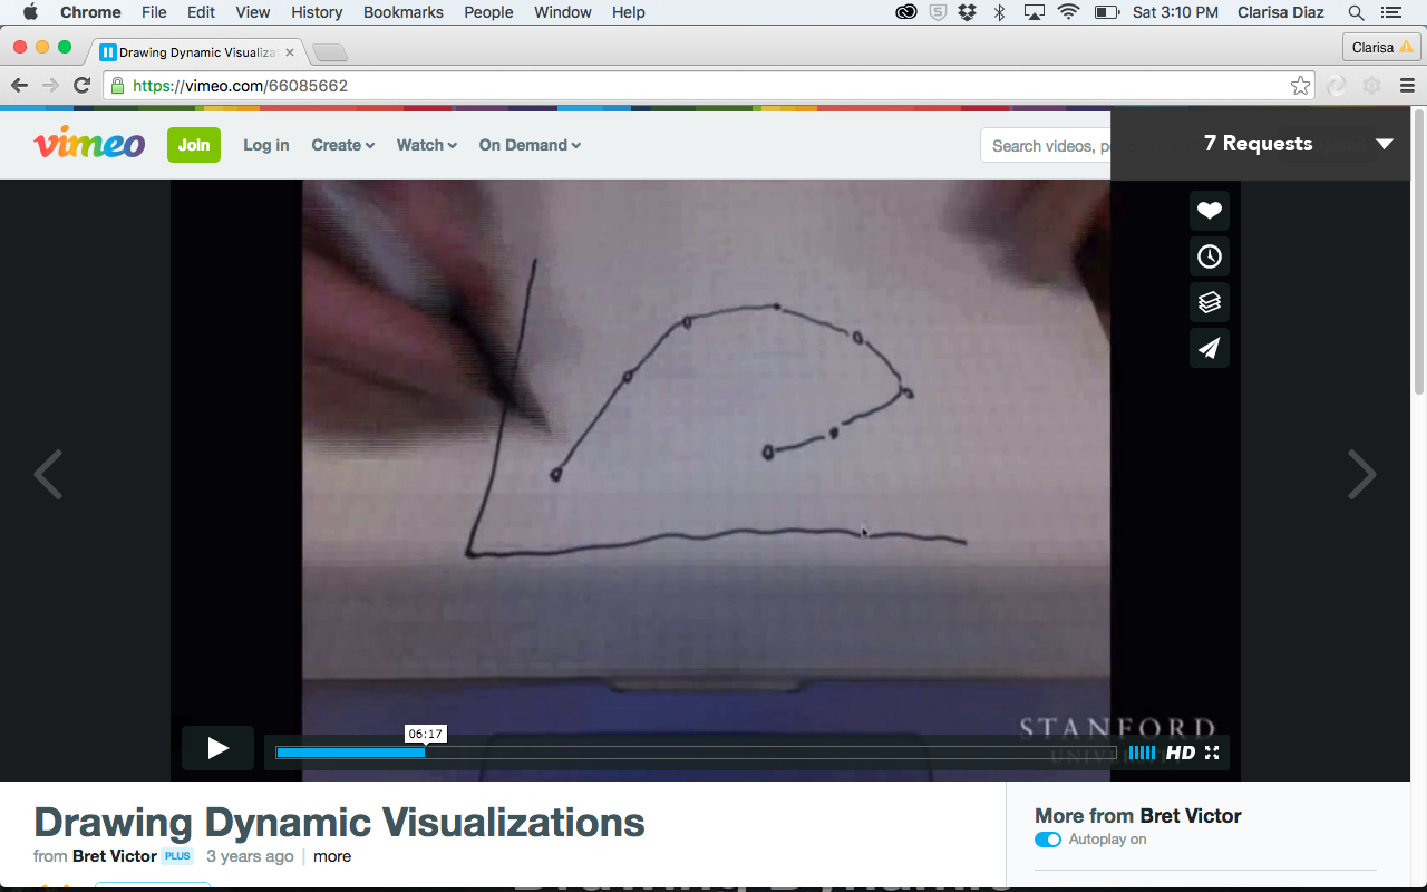 Chrome File Edit View History Bookmarks People Window Help Sat 3:10 PM Clarisa Diaz
Drawing Dynamic Visualiza
Clarisa
https://vimeo.com/66085662
vimeo Join Log in Create Watch On Demand Search videos, p 7 Requests
STANFORD
UNIVERSITY
06:17
HD
Drawing Dynamic Visualizations
from Bret Victor PLUS 3 years ago | more
More from Bret Victor
Autoplay on